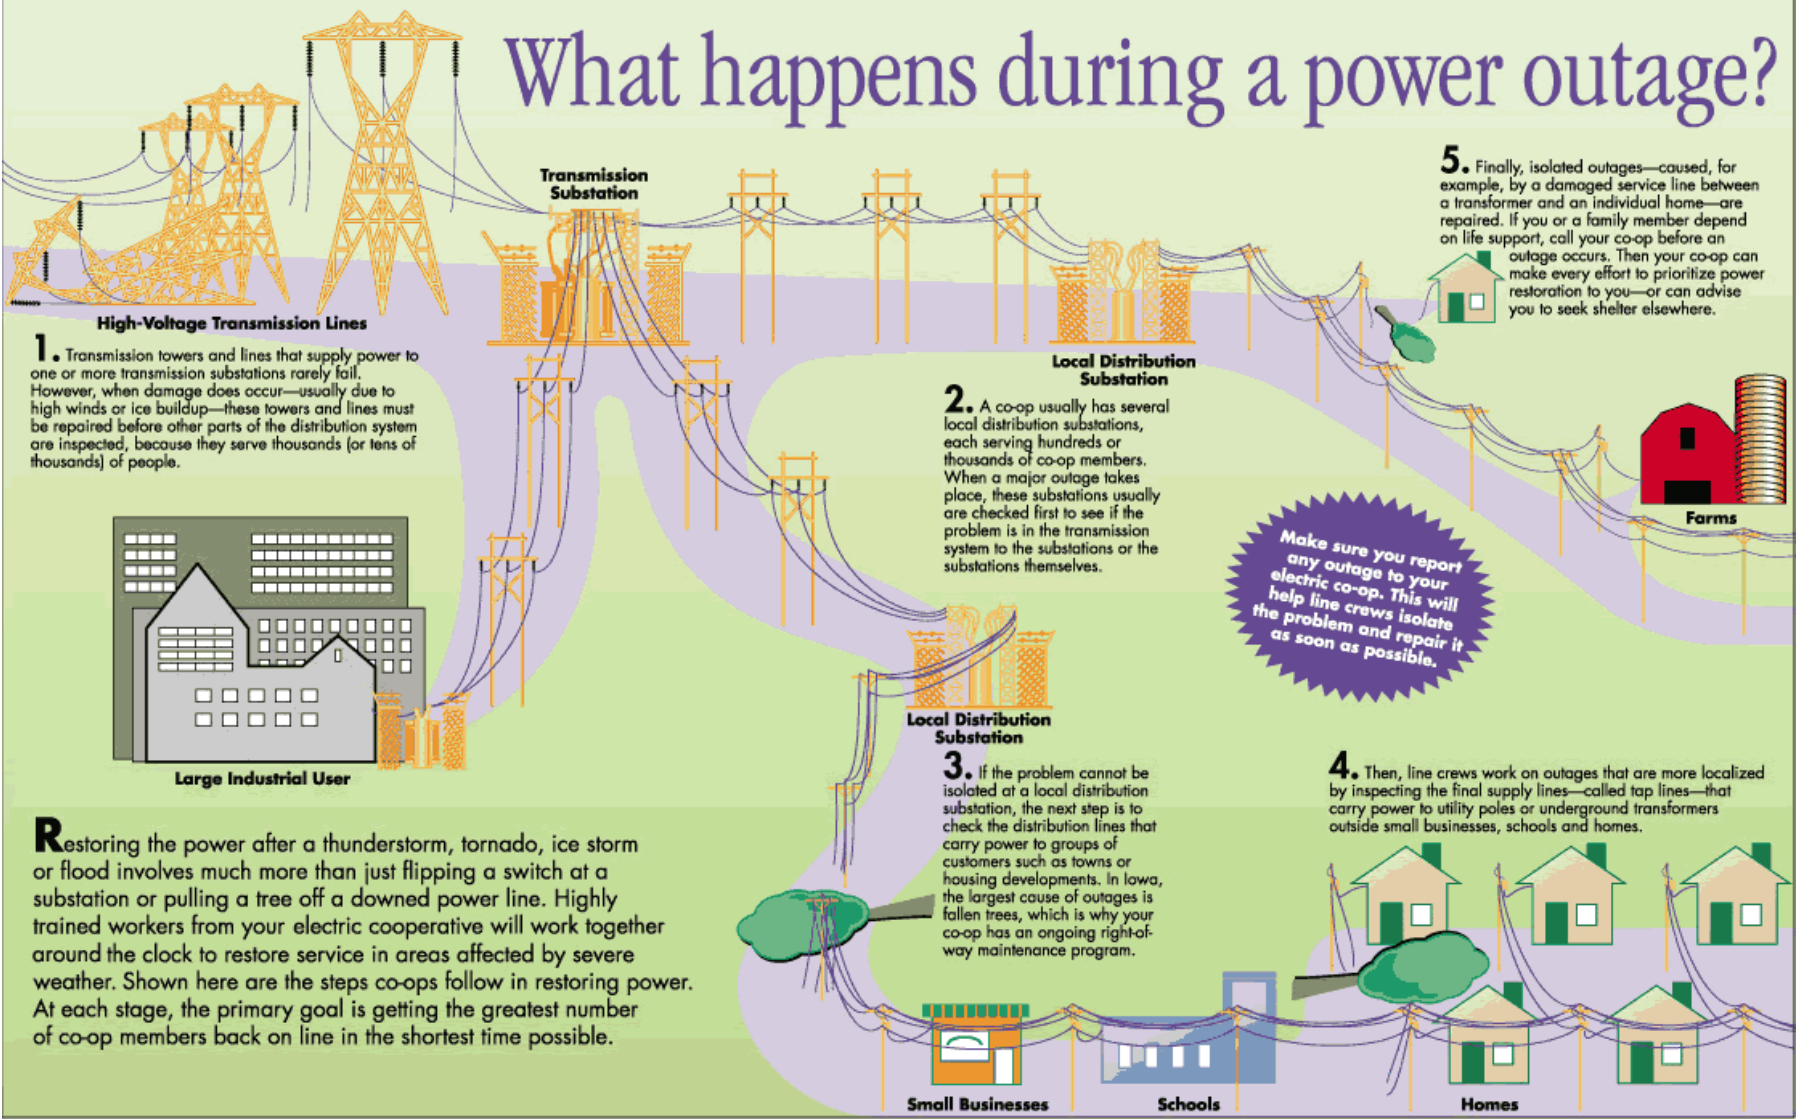 What happens during a power outage?
Transmission
Substation
High-Voltage Transmission Lines
1. Transmission towers and lines that supply power to
one or more transmission substations rarely fail.
However, when damage does occur—usually due to
high winds or ice buildup—these towers and lines must
be repaired before other parts of the distribution system
are inspected, because they serve thousands (or tens of
thousands) of people.
Local Distribution
Substation
2. A co-op usually has several
local distribution substations,
each serving hundreds or
thousands of co-op members.
When a major outage takes
place, these substations usually
are checked first to see if the
problem is in the transmission
system to the substations or the
substations themselves.
5. Finally, isolated outages—caused, for
example, by a damaged service line between
a transformer and an individual home—are
repaired. If you or a family member depend
on life support, call your co-op before an
outage occurs. Then your co-op can
make every effort to prioritize power
restoration to you—or can advise
you to seek shelter elsewhere.
Farms
Make sure you report
any outage to your
electric co-op. This will
help line crews isolate
the problem and repair it
as soon as possible.
Large Industrial User
Local Distribution
Substation
3. If the problem cannot be
isolated at a local distribution
substation, the next step is to
check the distribution lines that
carry power to groups of
customers such as towns or
housing developments. In Iowa,
the largest cause of outages is
fallen trees, which is why your
co-op has an ongoing right-of-
way maintenance program.
4. Then, line crews work on outages that are more localized
by inspecting the final supply lines—called tap lines—that
carry power to utility poles or underground transformers
outside small businesses, schools and homes.
Restoring the power after a thunderstorm, tornado, ice storm
or flood involves much more than just flipping a switch at a
substation or pulling a tree off a downed power line. Highly
trained workers from your electric cooperative will work together
around the clock to restore service in areas affected by severe
weather. Shown here are the steps co-ops follow in restoring power.
At each stage, the primary goal is getting the greatest number
of co-op members back on line in the shortest time possible.
Small Businesses
Schools
Homes